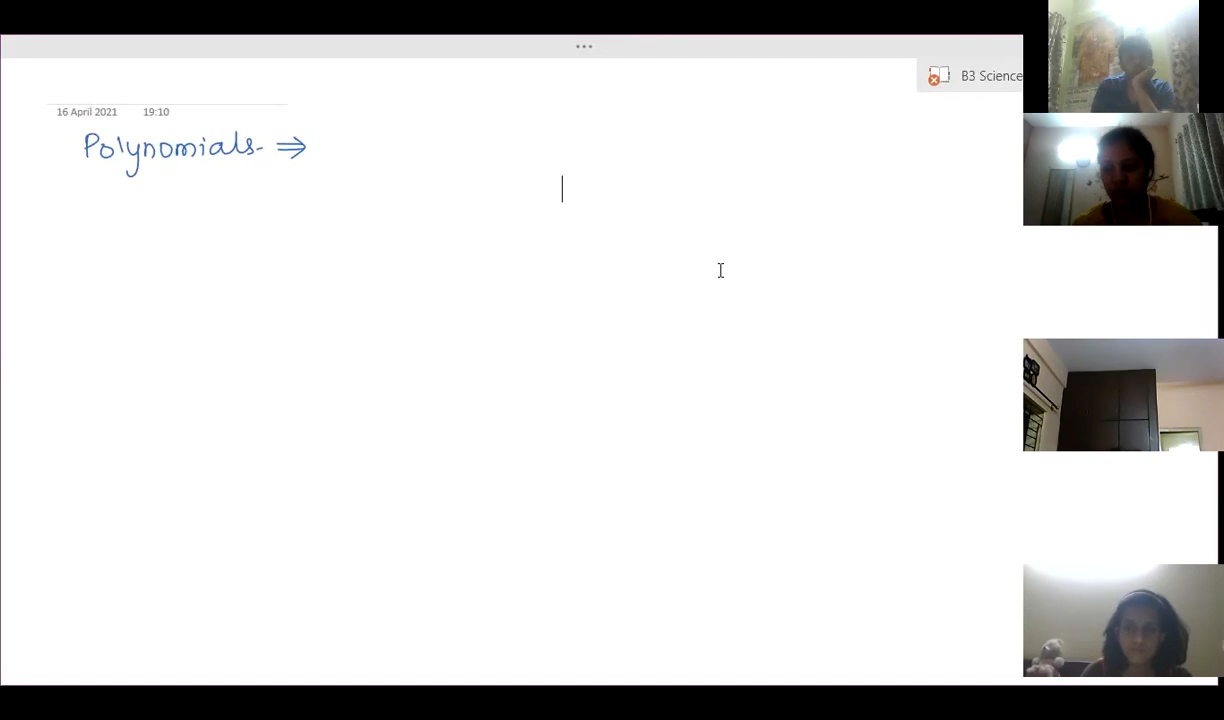 B3 Science
16 April 2021 19:10
Polynomials- ⇒